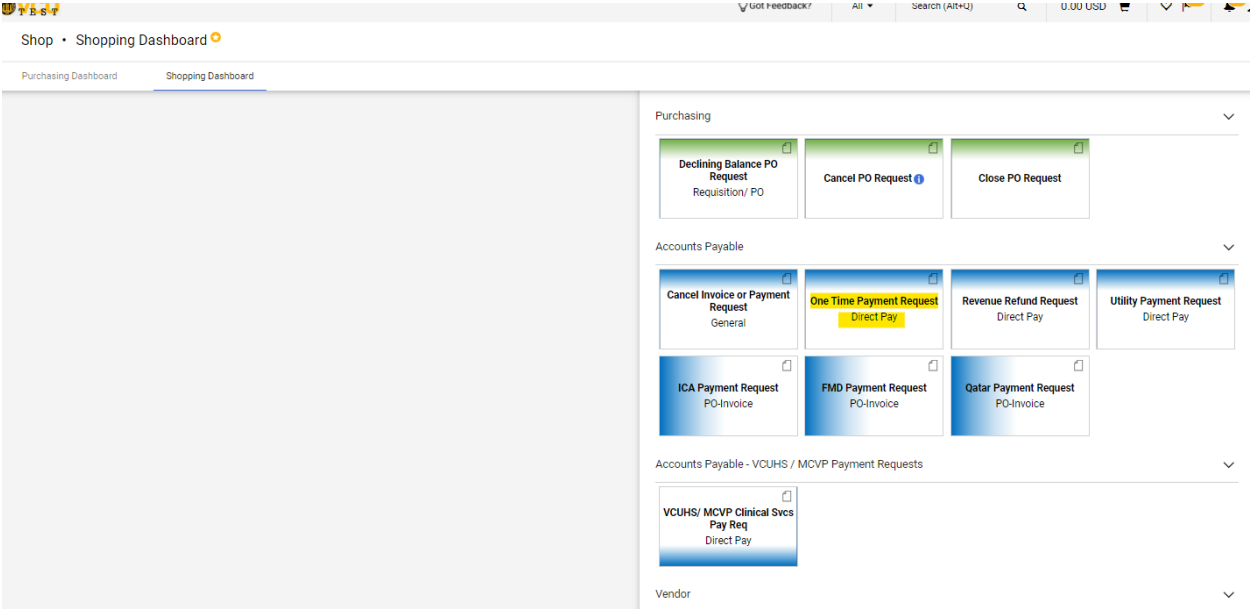 TEST
Got Feedback?
All
Search (Alt+Q)
0.00 USD
Shop • Shopping Dashboard
Purchasing Dashboard
Shopping Dashboard
Purchasing
Declining Balance PO
Request
Requisition/ PO
Cancel PO Request
Close PO Request
Accounts Payable
Cancel Invoice or Payment
Request
General
One Time Payment Request
Direct Pay
Revenue Refund Request
Direct Pay
Utility Payment Request
Direct Pay
ICA Payment Request
PO-Invoice
FMD Payment Request
PO-Invoice
Qatar Payment Request
PO-Invoice
Accounts Payable - VCUHS / MCVP Payment Requests
VCUHS/ MCVP Clinical Svcs
Pay Req
Direct Pay
Vendor